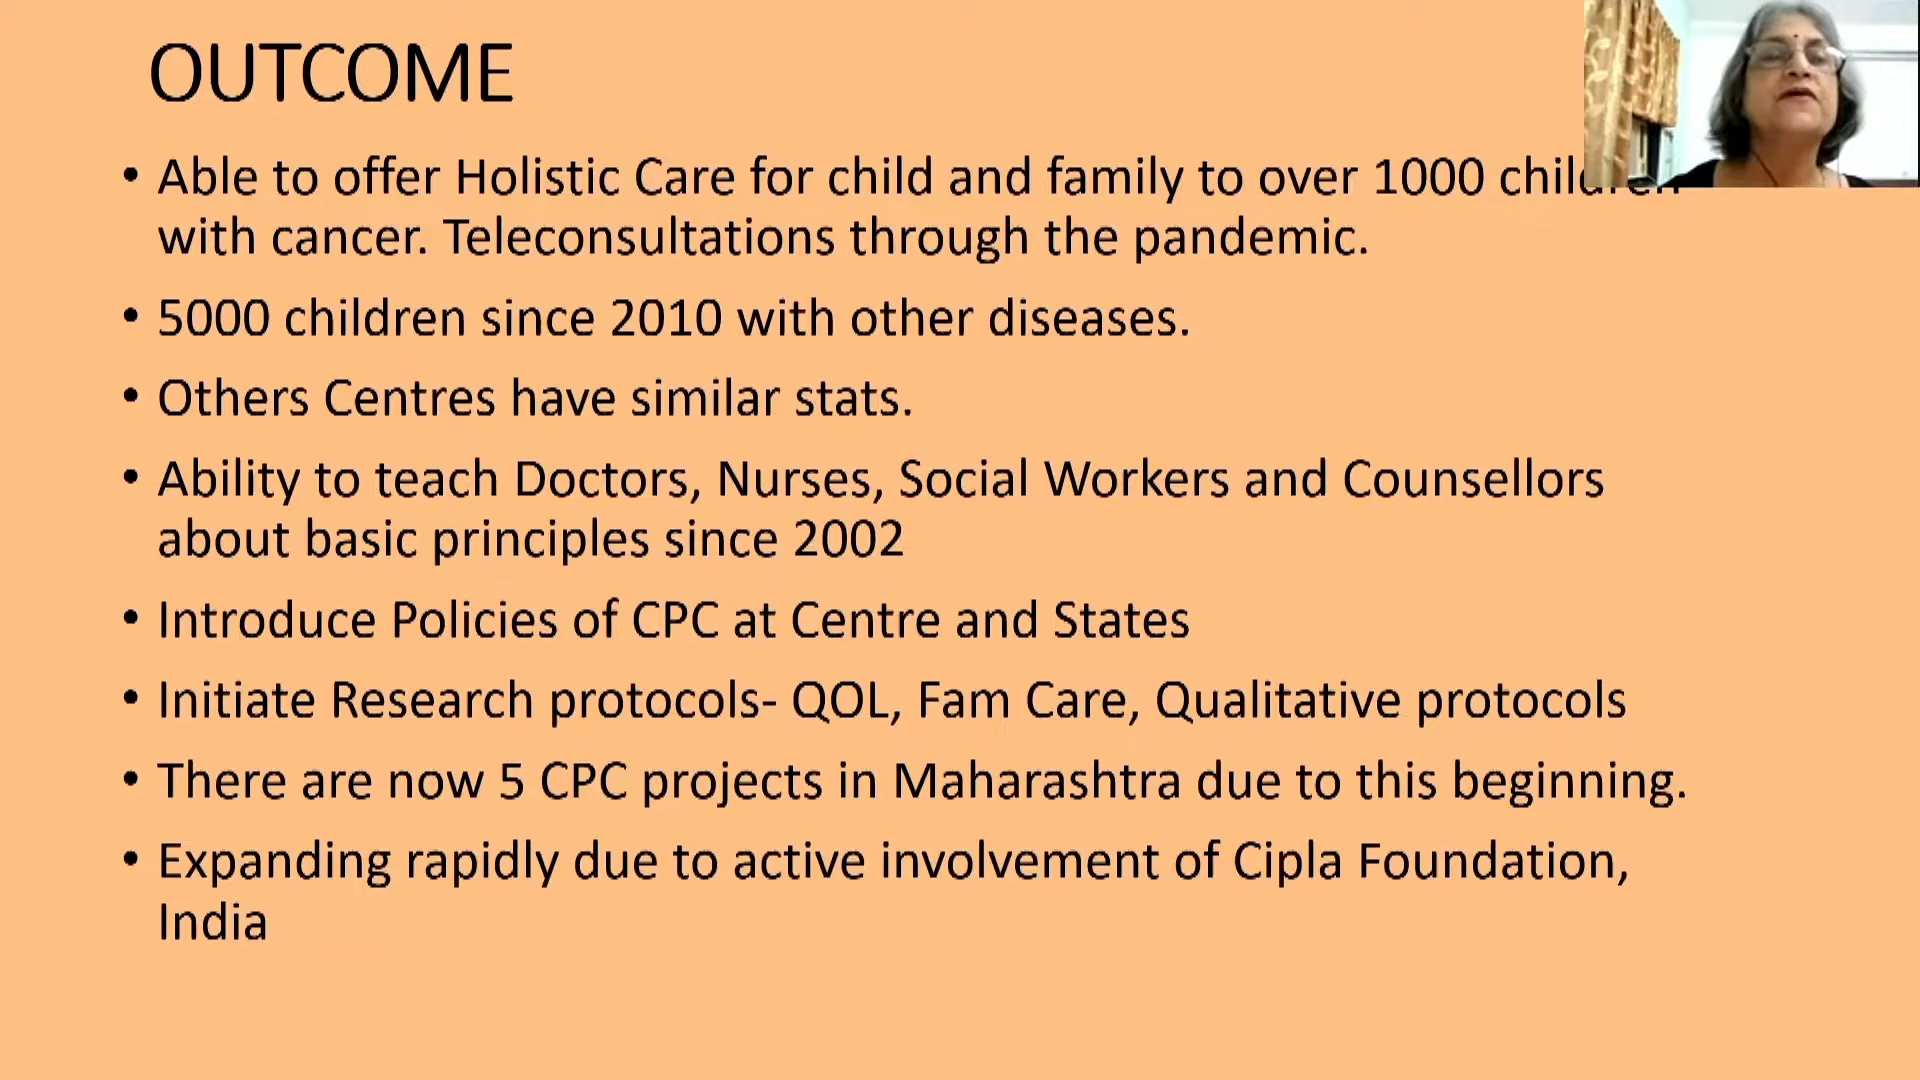 OUTCOME
• Able to offer Holistic Care for child and family to over 1000 children
with cancer. Teleconsultations through the pandemic.
• 5000 children since 2010 with other diseases.
• Others Centres have similar stats.
• Ability to teach Doctors, Nurses, Social Workers and Counsellors
about basic principles since 2002
• Introduce Policies of CPC at Centre and States
• Initiate Research protocols- QOL, Fam Care, Qualitative protocols
• There are now 5 CPC projects in Maharashtra due to this beginning.
• Expanding rapidly due to active involvement of Cipla Foundation,
India